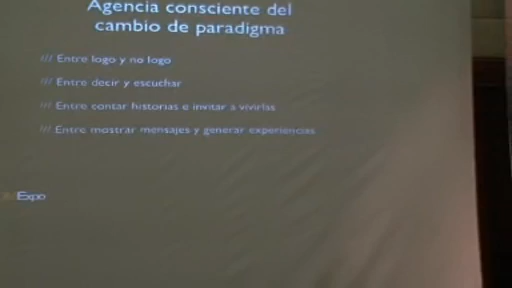 Agencia consciente del
cambio de paradigma
/// Entre logo y no logo
/// Entre decir y escuchar
/// Entre contar historias e invitar a vivirlas
/// Entre mostrar mensajes y generar experiencias
Expo